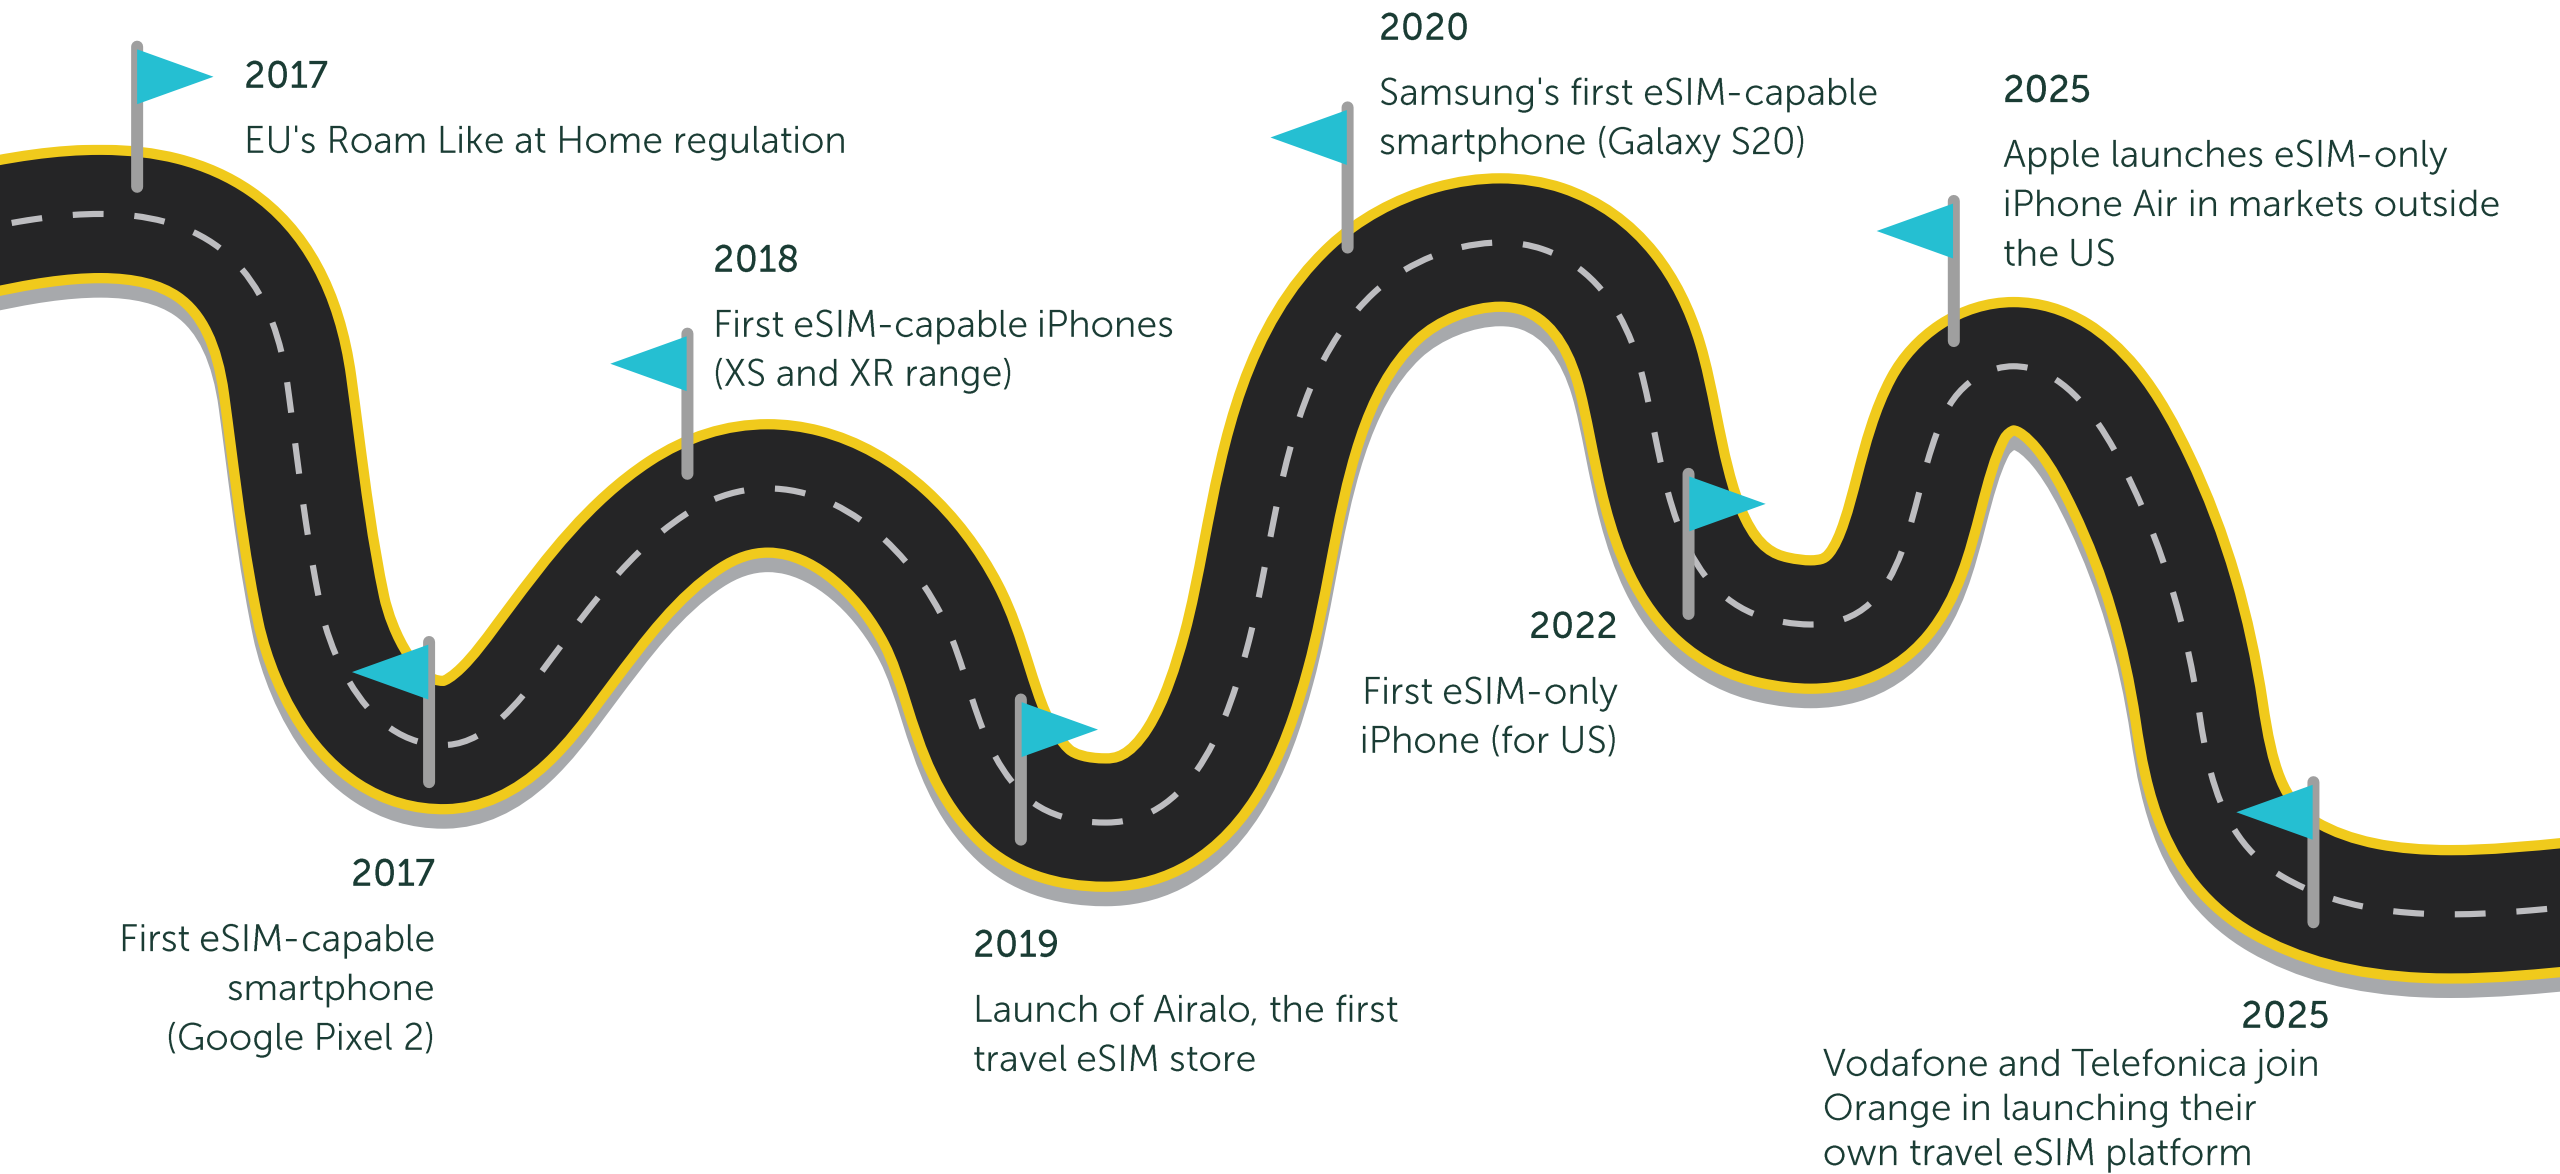 2017
EU's Roam Like at Home regulation
2017
First eSIM-capable
smartphone
(Google Pixel 2)
2018
First eSIM-capable iPhones
(XS and XR range)
2019
Launch of Airalo, the first
travel eSIM store
2020
Samsung's first eSIM-capable
smartphone (Galaxy S20)
2022
First eSIM-only
iPhone (for US)
2025
Apple launches eSIM-only
iPhone Air in markets outside
the US
2025
Vodafone and Telefonica join
Orange in launching their
own travel eSIM platform